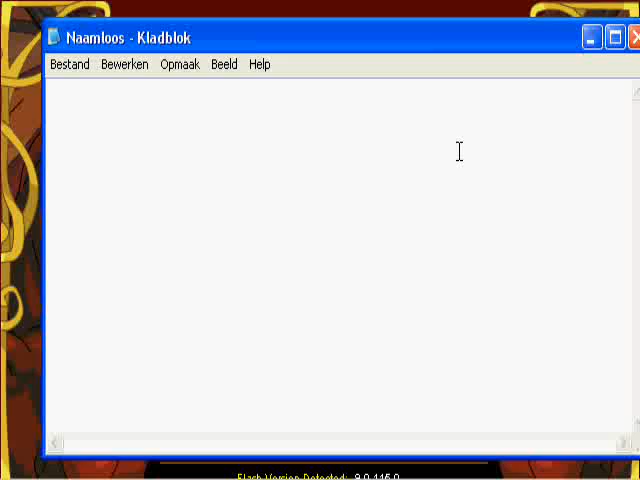 Naamloos - Kladblok
Bestand Bewerken Opmaak Beeld Help
Flash Version Detected: 9.0.115.0